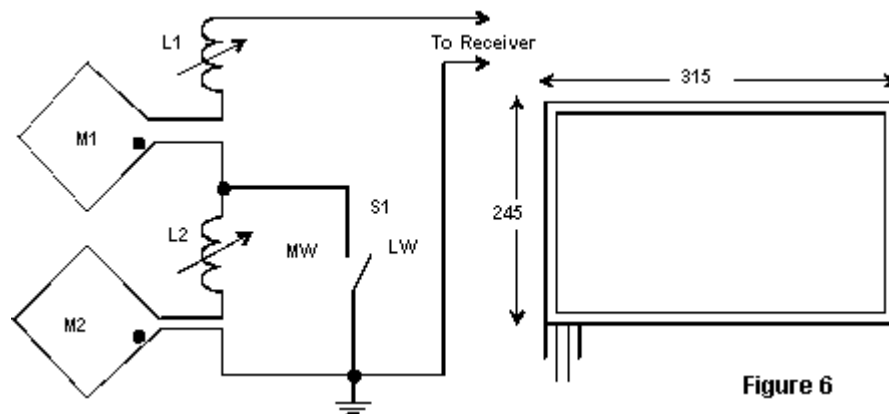 L1
To Receiver
315
M1
S1
245
L2
MW
LW
M2
Figure 6